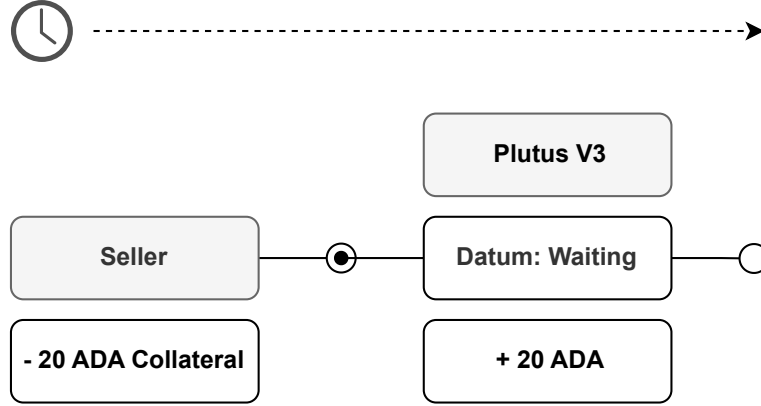 Plutus V3
Seller
Datum: Waiting
- 20 ADA Collateral
+ 20 ADA